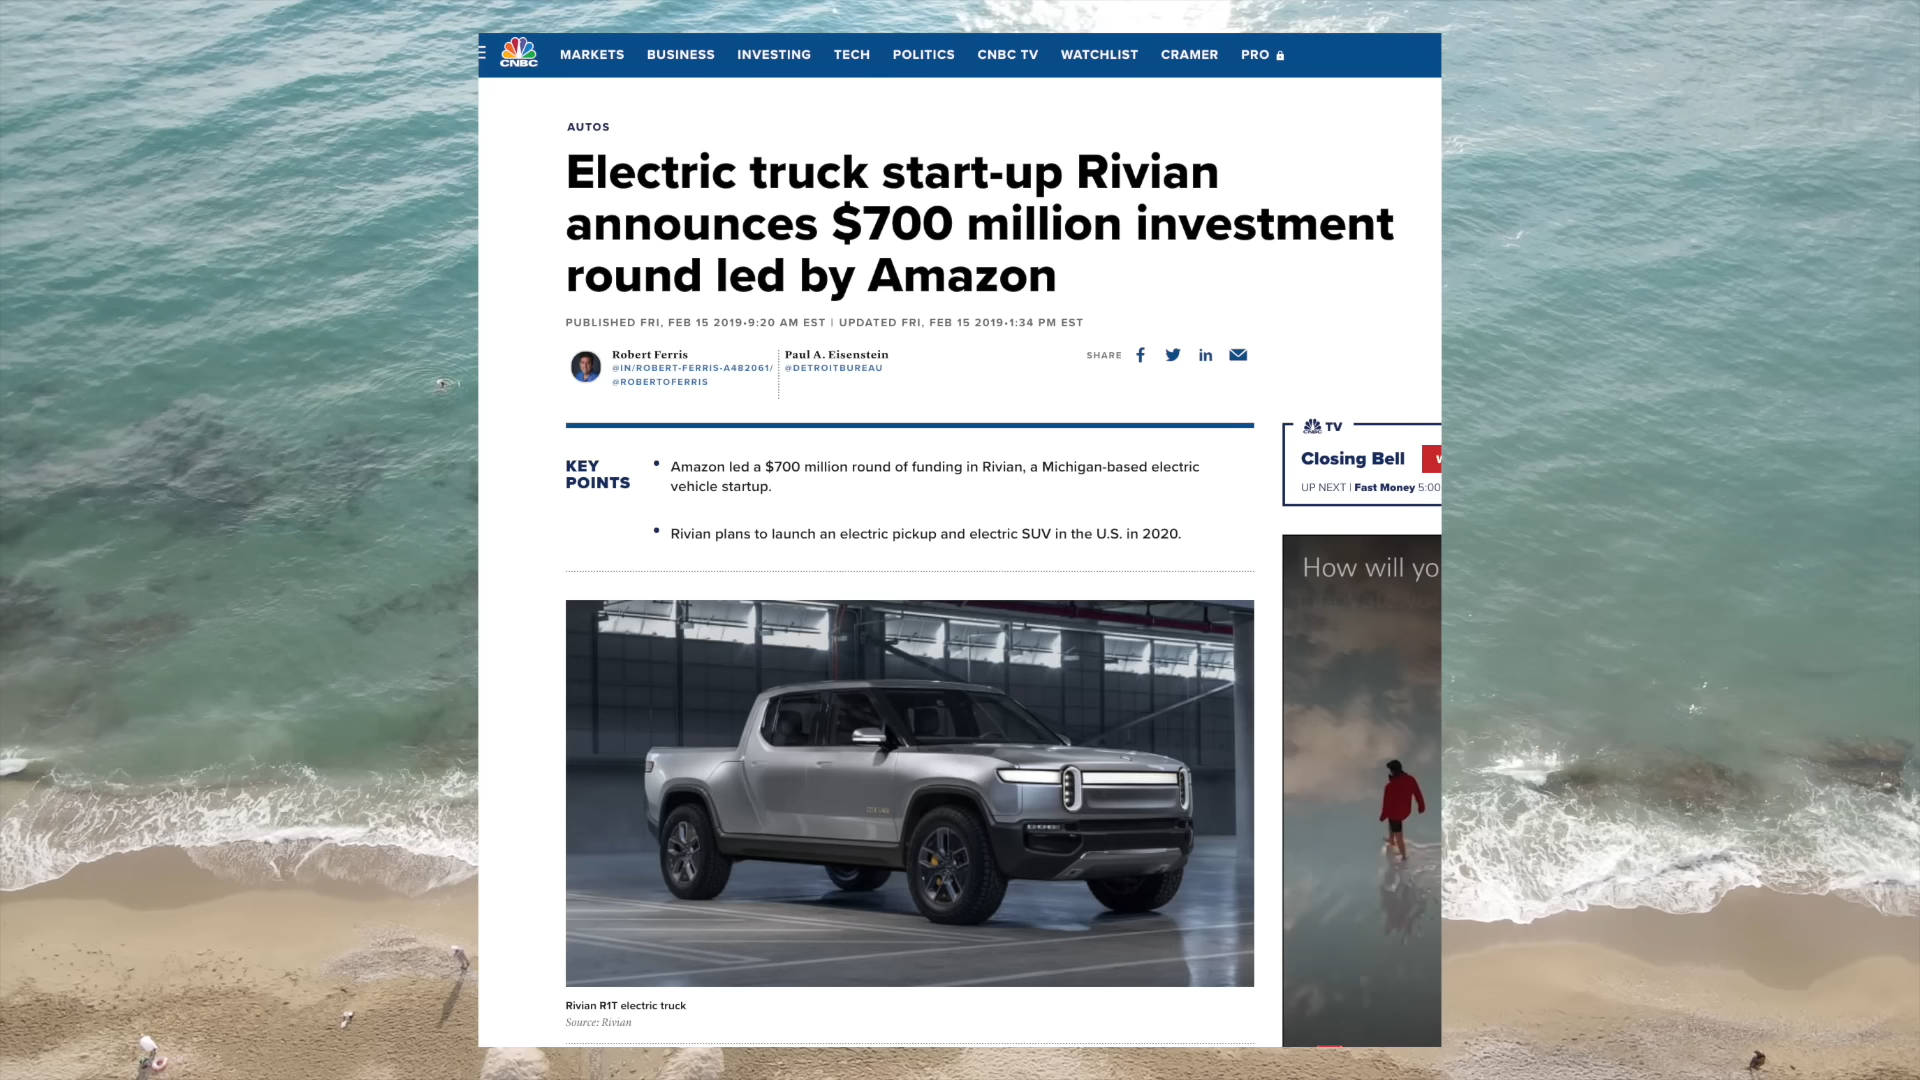 CNBC
MARKETS BUSINESS INVESTING TECH POLITICS CNBC TV WATCHLIST CRAMER PRO
AUTOS
Electric truck start-up Rivian
announces $700 million investment
round led by Amazon
PUBLISHED FRI, FEB 15 2019•9:20 AM EST | UPDATED FRI, FEB 15 2019•1:34 PM EST
Robert Ferris
@IN/ROBERT-FERRIS-A482061/
@ROBERTOFERRIS
Paul A. Eisenstein
@DETROITBUREAU
SHARE
KEY
POINTS
• Amazon led a $700 million round of funding in Rivian, a Michigan-based electric
vehicle startup.
• Rivian plans to launch an electric pickup and electric SUV in the U.S. in 2020.
Rivian R1T electric truck
Source: Rivian
CNBC TV
Closing Bell
UP NEXT | Fast Money 5:00
How will yo